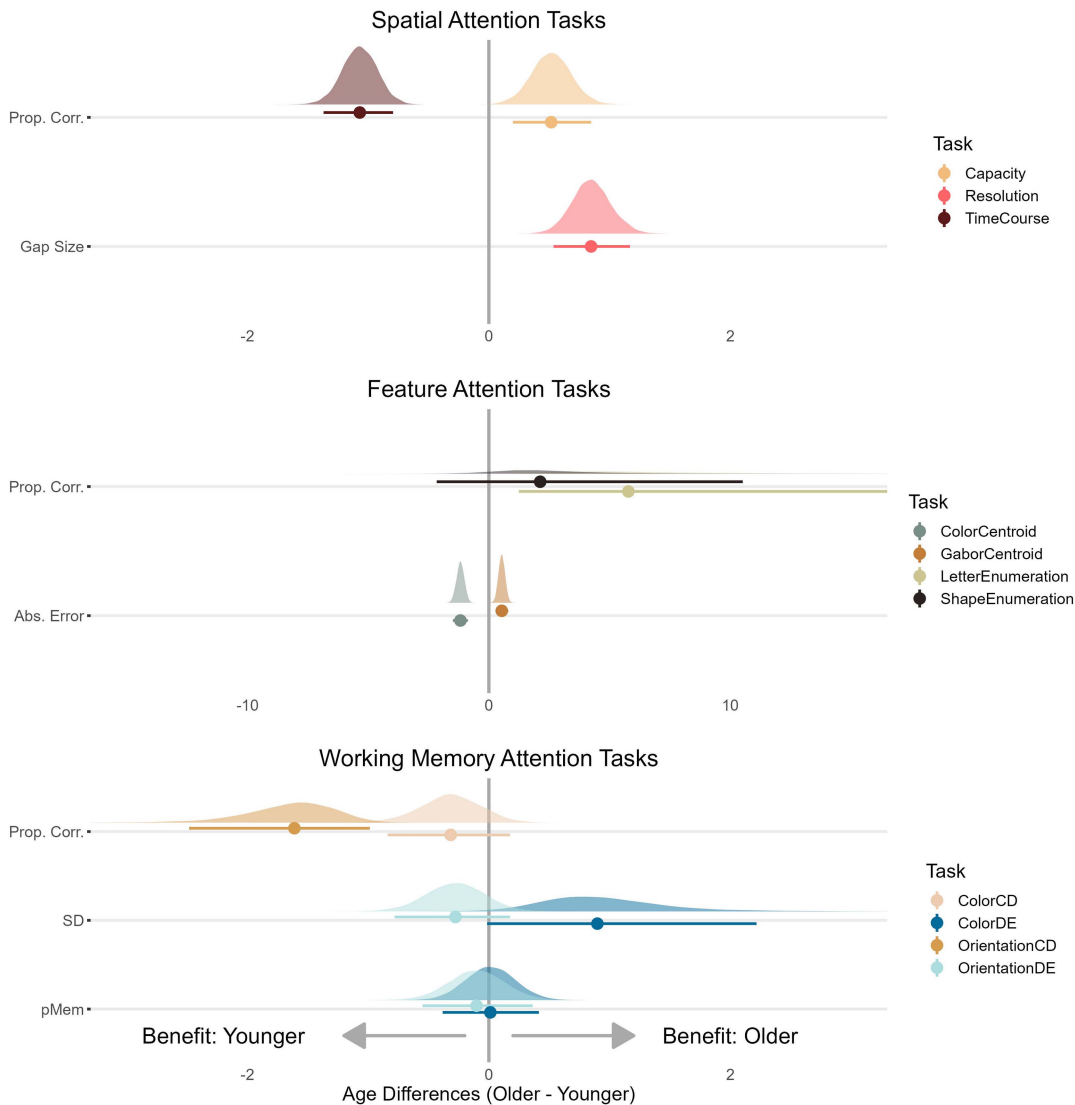 Spatial Attention Tasks
Prop. Corr.
Gap Size
-2 0 2
Task
Capacity
Resolution
TimeCourse
Feature Attention Tasks
Prop. Corr.
Abs. Error
-10 0 10
Task
ColorCentroid
GaborCentroid
LetterEnumeration
ShapeEnumeration
Working Memory Attention Tasks
Prop. Corr.
SD
pMem
Benefit: Younger Benefit: Older
-2 0 2
Age Differences (Older - Younger)
Task
ColorCD
ColorDE
OrientationCD
OrientationDE